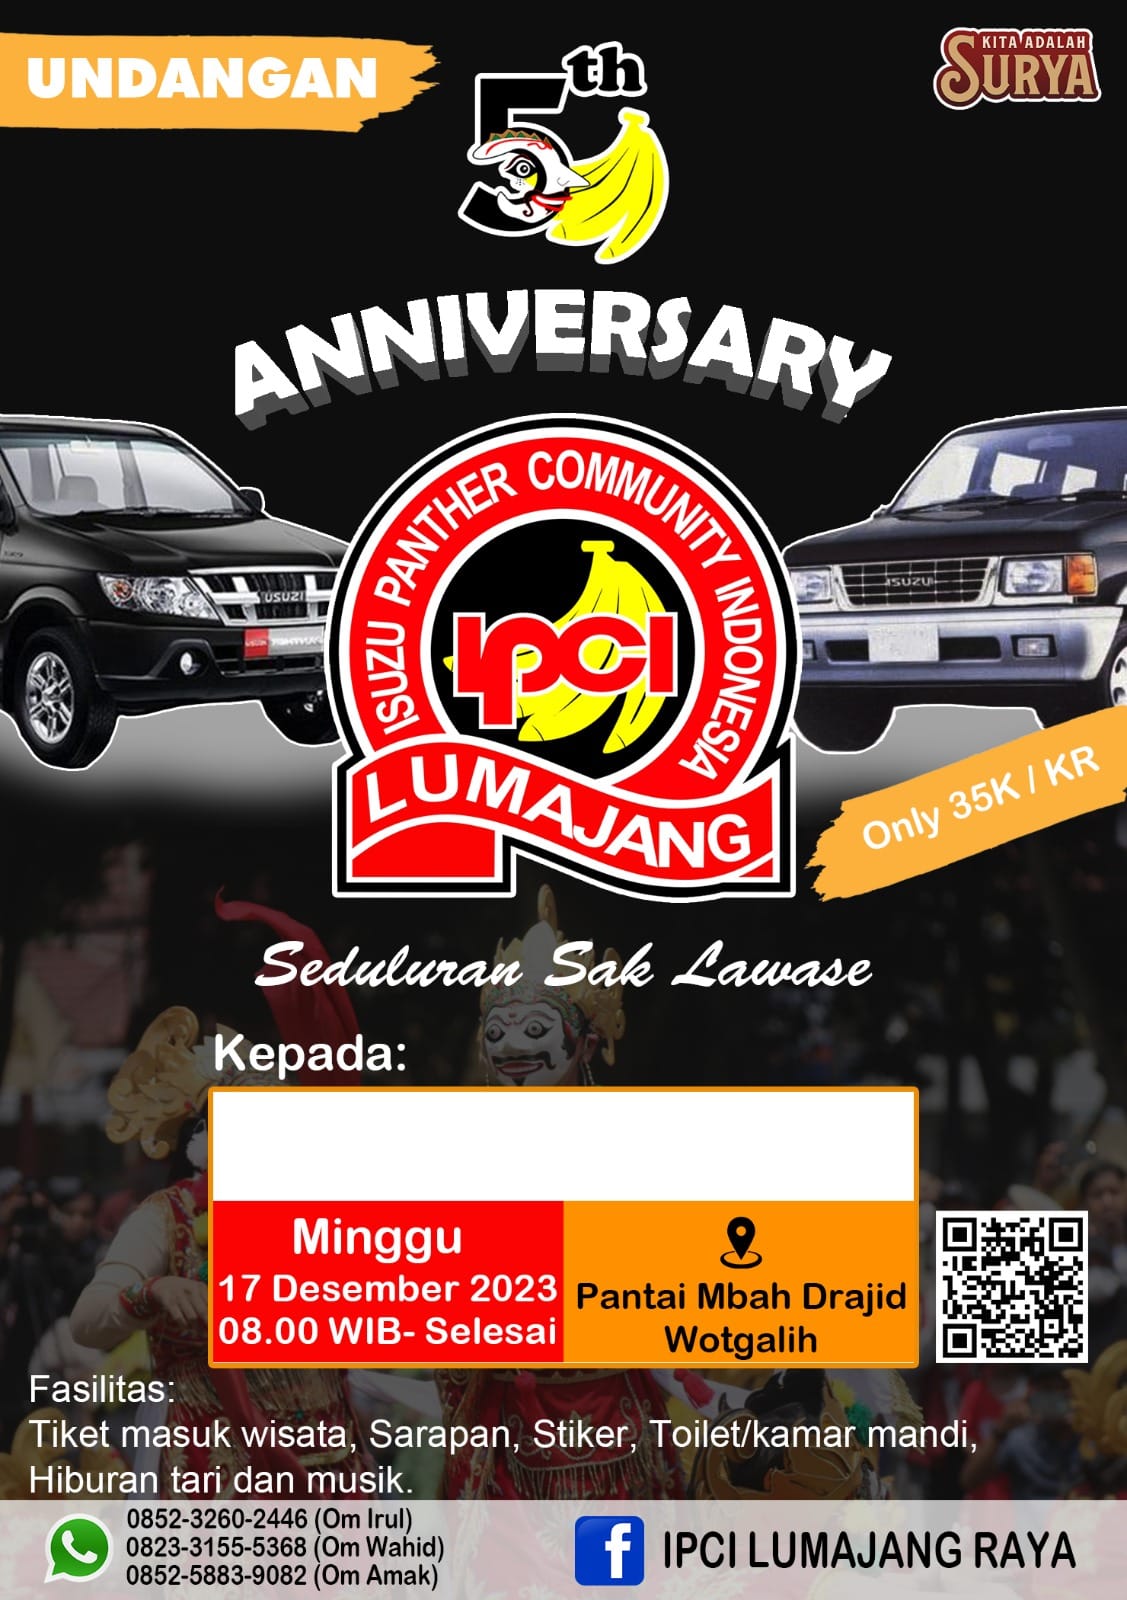 UNDANGAN
KITA ADALAH
SURYA
5th
ANNIVERSARY
ISUZU PANTHER COMMUNITY INDONESIA
IPCI
LUMAJANG
ISUZU
ISUZU
Only 35K / KR
Seduluran Sak Lawase
Kepada:
Minggu
17 Desember 2023
08.00 WIB- Selesai
Pantai Mbah Drajid
Wotgalih
Fasilitas:
Tiket masuk wisata, Sarapan, Stiker, Toilet/kamar mandi,
Hiburan tari dan musik.
0852-3260-2446 (Om Irul)
0823-3155-5368 (Om Wahid)
0852-5883-9082 (Om Amak)
f
IPCI LUMAJANG RAYA